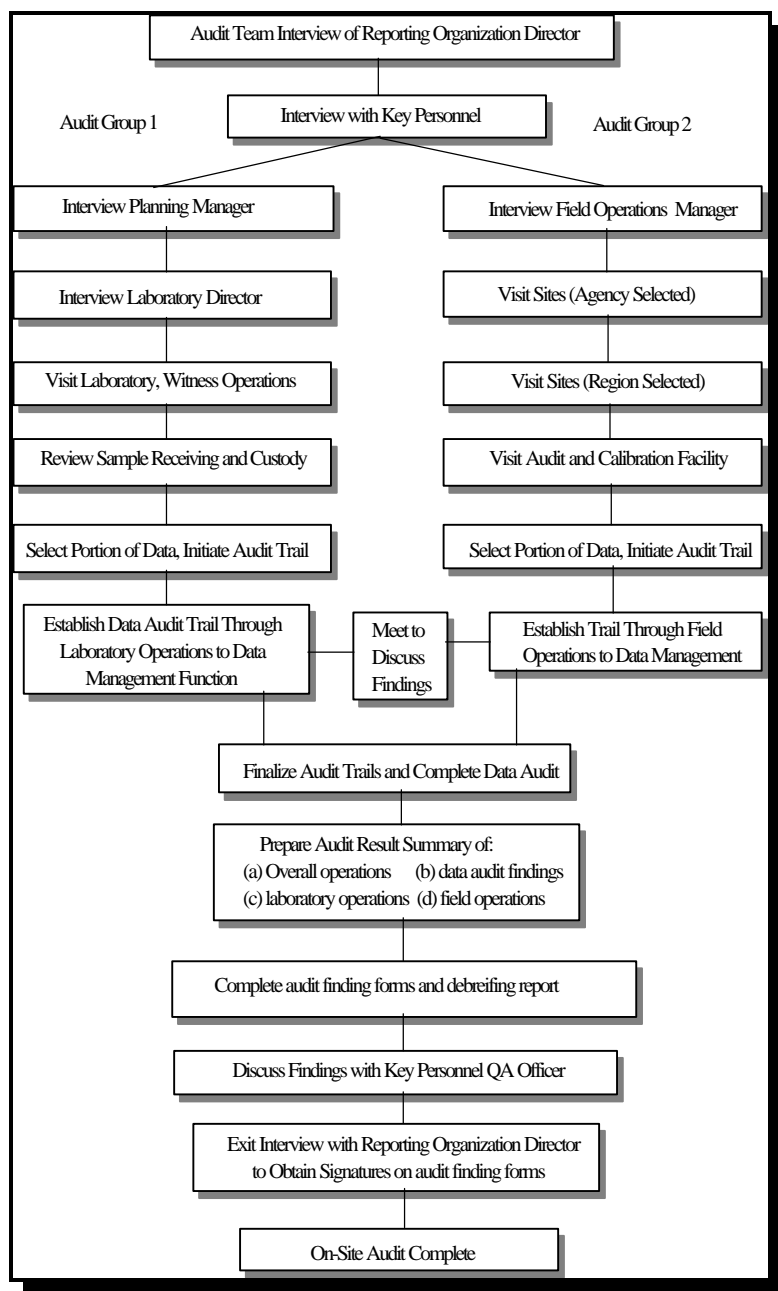 Audit Team Interview of Reporting Organization Director
Interview with Key Personnel
Audit Group 1
Audit Group 2
Interview Planning Manager
Interview Field Operations Manager
Interview Laboratory Director
Visit Sites (Agency Selected)
Visit Laboratory, Witness Operations
Visit Sites (Region Selected)
Review Sample Receiving and Custody
Visit Audit and Calibration Facility
Select Portion of Data, Initiate Audit Trail
Select Portion of Data, Initiate Audit Trail
Establish Data Audit Trail Through
Laboratory Operations to Data
Management Function
Meet to
Discuss
Findings
Establish Trail Through Field
Operations to Data Management
Finalize Audit Trails and Complete Data Audit
Prepare Audit Result Summary of:
(a) Overall operations (b) data audit findings
(c) laboratory operations (d) field operations
Complete audit finding forms and debreifing report
Discuss Findings with Key Personnel QA Officer
Exit Interview with Reporting Organization Director
to Obtain Signatures on audit finding forms
On-Site Audit Complete